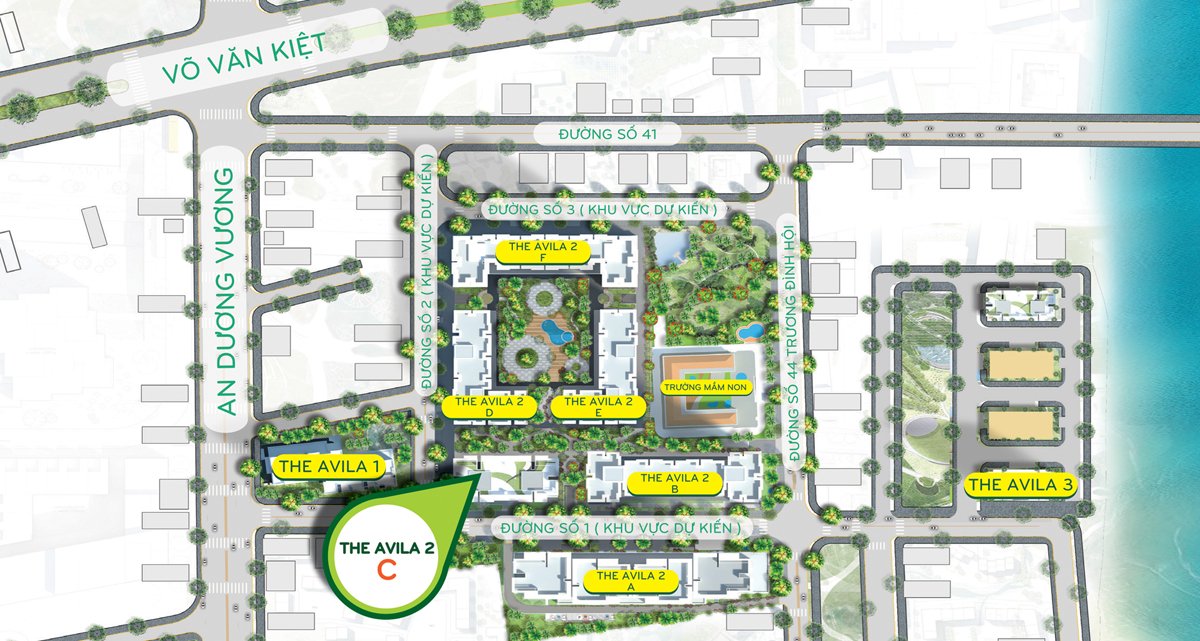 VÕ VĂN KIỆT
ĐƯỜNG SỐ 41
AN DƯƠNG VƯƠNG
ĐƯỜNG SỐ 2 ( KHU VỰC DỰ KIẾN )
ĐƯỜNG SỐ 3 ( KHU VỰC DỰ KIẾN )
ĐƯỜNG SỐ 44 TRƯƠNG ĐÌNH HỘI
THE AVILA 2
F
TRƯỜNG MẦM NON
THE AVILA 2
D
THE AVILA 2
E
THE AVILA 1
THE AVILA 2
B
THE AVILA 3
ĐƯỜNG SỐ 1 ( KHU VỰC DỰ KIẾN )
THE AVILA 2
C
THE AVILA 2
A